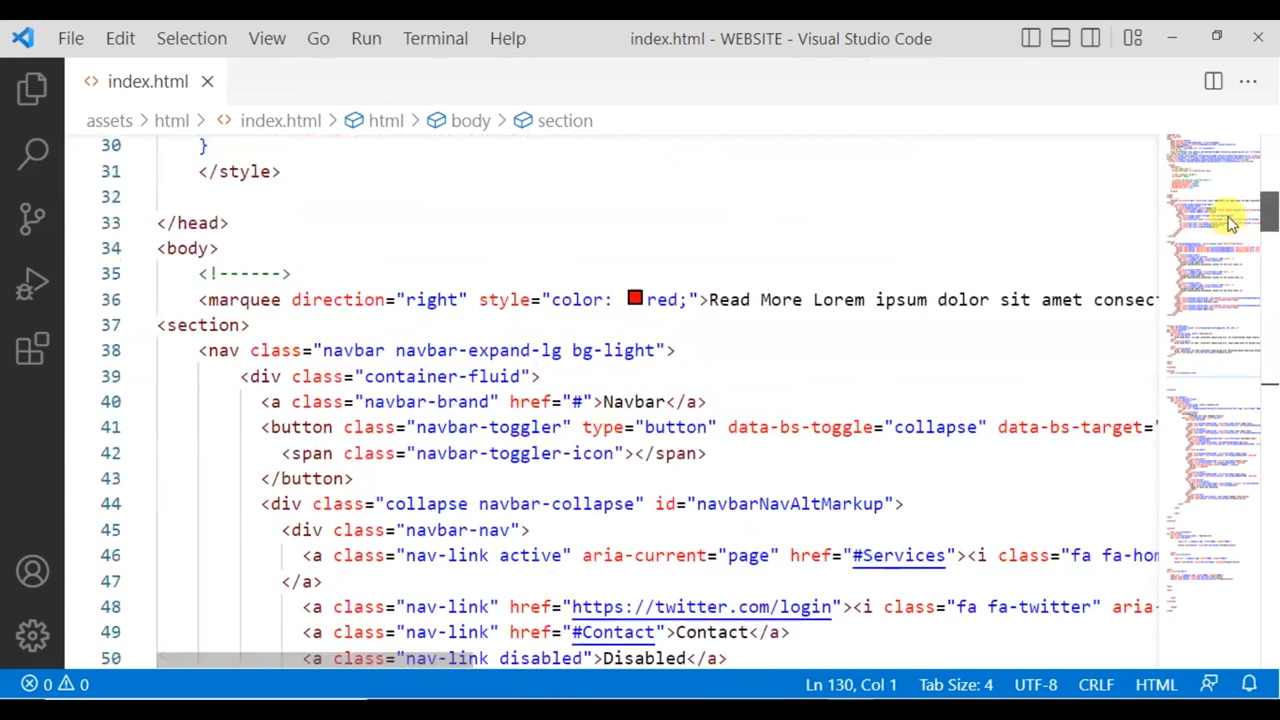 File Edit Selection View Go Run Terminal Help index.html - WEBSITE - Visual Studio Code
<> index.html
assets > html > <> index.html > html > body > section
30 }
31 </style>
32
33 </head>
34 <body>
35 <!------>
36 <marquee direction="right" style="color: red;">Read More Lorem ipsum dolor sit amet consect
37 <section>
38 <nav class="navbar navbar-expand-lg bg-light">
39 <div class="container-fluid">
40 <a class="navbar-brand" href="#">Navbar</a>
41 <button class="navbar-toggler" type="button" data-bs-toggle="collapse" data-bs-target="
42 <span class="navbar-toggler-icon"></span>
43 </button>
44 <div class="collapse navbar-collapse" id="navbarNavAltMarkup">
45 <div class="navbar-nav">
46 <a class="nav-link active" aria-current="page" href="#Services"><i class="fa fa-hom
47 </a>
48 <a class="nav-link" href="https://twitter.com/login"><i class="fa fa-twitter" aria-
49 <a class="nav-link" href="#Contact">Contact</a>
50 <a class="nav-link disabled">Disabled</a>
0 0 Ln 130, Col 1 Tab Size: 4 UTF-8 CRLF HTML